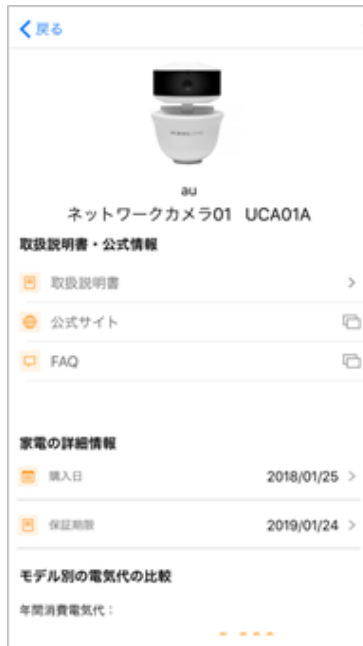 戻る
au
ネットワークカメラ01 UCA01A
取扱説明書・公式情報
取扱説明書
公式サイト
FAQ
家電の詳細情報
購入日 2018/01/25
保証期限 2019/01/24
モデル別の電気代の比較
年間消費電気代：